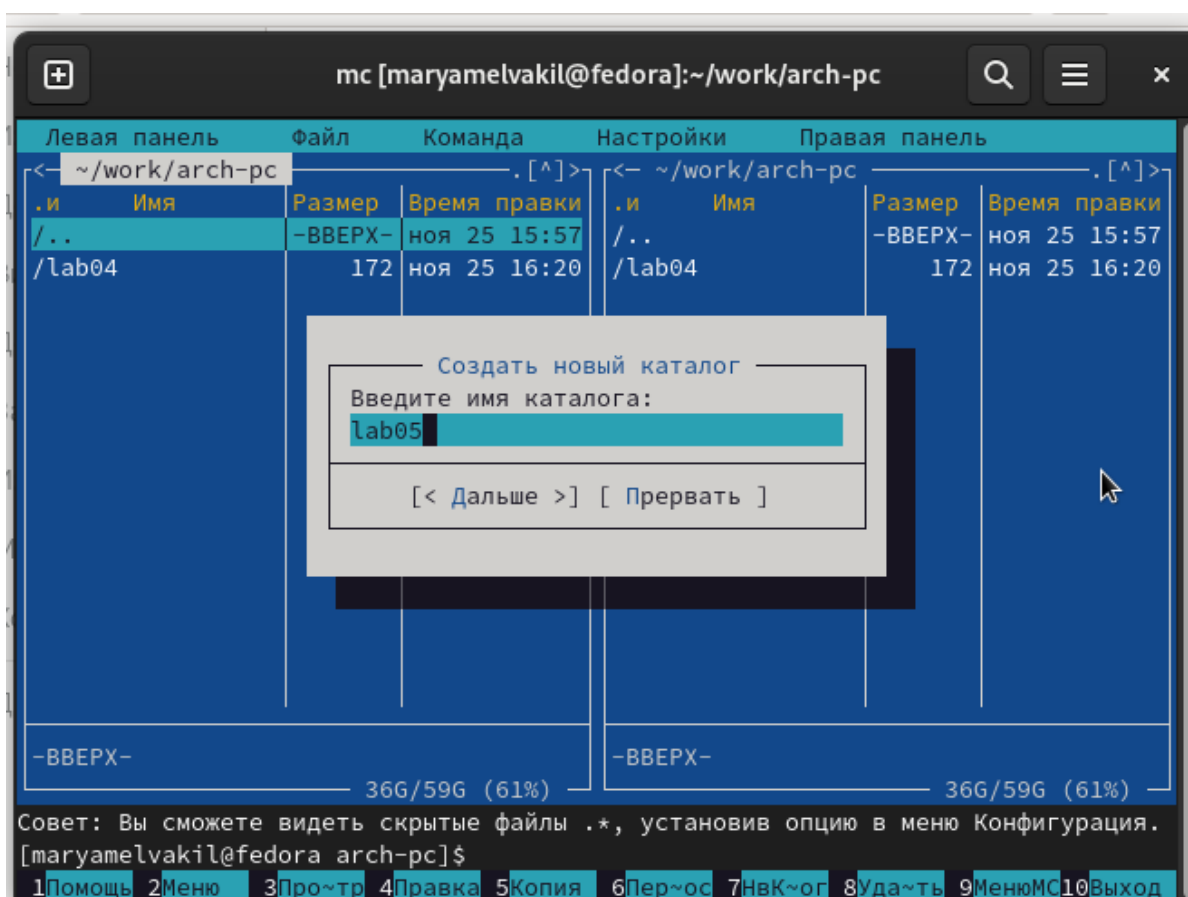 mc [maryamelvakil@fedora]:~/work/arch-pc
Левая панель Файл Команда Настройки Правая панель
<— ~/work/arch-pc —.[^]> <— ~/work/arch-pc —.[^]>
.и Имя Размер Время правки .и Имя Размер Время правки
/.. -ВВЕРХ- ноя 25 15:57 /.. -ВВЕРХ- ноя 25 15:57
/lab04 172 ноя 25 16:20 /lab04 172 ноя 25 16:20
Создать новый каталог
Введите имя каталога:
lab05
[< Дальше >] [ Прервать ]
-ВВЕРХ- -ВВЕРХ-
36G/59G (61%) 36G/59G (61%)
Совет: Вы сможете видеть скрытые файлы .*, установив опцию в меню Конфигурация.
[maryamelvakil@fedora arch-pc]$
1Помощь 2Меню 3Про~тр 4Правка 5Копия 6Пер~ос 7НвК~ог 8Уда~ть 9МенюMC10Выход